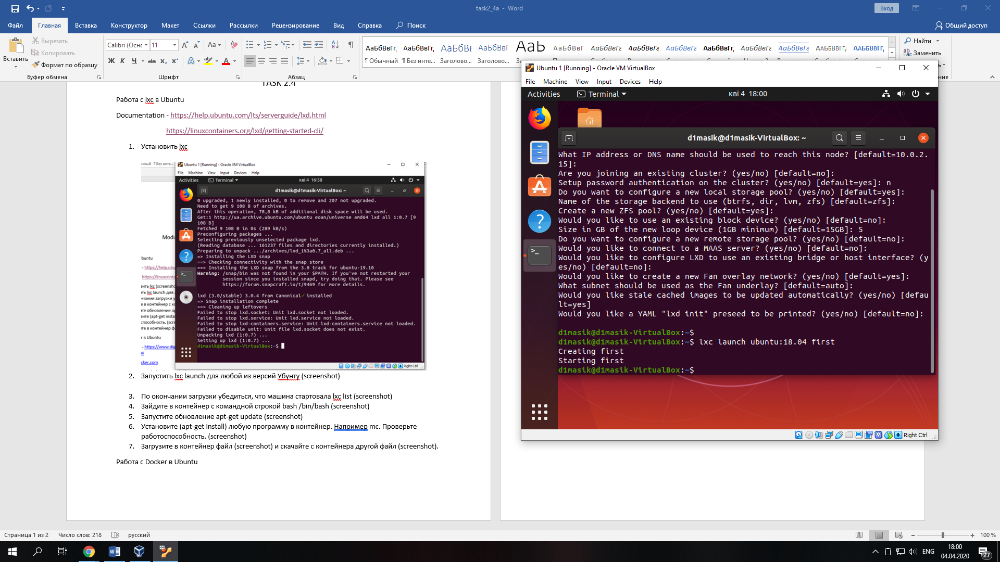 task2_4a - Word
Вход
Файл Главная Вставка Конструктор Макет Ссылки Рассылки Рецензирование Вид Справка Поиск Общий доступ
Вставить
Вырезать
Копировать
Формат по образцу
Буфер обмена
Calibri (Оснс 11
Шрифт
Абзац
АаБбВвГг, АаБбВвГг, АаБбВı АаБбВвГ АаЬ АаБбВвГ АаБбВвГг АаБбВвГг АаБбВвГг АаБбВвГг, АаБбВвГг АаБбВвГг ААББВВГГ, ААББВВГГ,
¶ Обычный ¶ Без инте... Заголово... Заголово...
Найти
Заменить
TASK 2.4
Работа с lxc в Ubuntu
Documentation - https://help.ubuntu.com/lts/serverguide/lxd.html
https://linuxcontainers.org/lxd/getting-started-cli/
1. Установить lxc
Ubuntu 1 [Running] - Oracle VM VirtualBox
File Machine View Input Devices Help
Activities Terminal кві 4 16:58
d1masik@d1masik-VirtualBox: ~
0 upgraded, 1 newly installed, 0 to remove and 207 not upgraded.
Need to get 9 108 B of archives.
After this operation, 78,8 kB of additional disk space will be used.
Get:1 http://ua.archive.ubuntu.com/ubuntu eoan/universe amd64 lxd all 1:0.7 [9
108 B]
Fetched 9 108 B in 0s (289 kB/s)
Preconfiguring packages ...
Selecting previously unselected package lxd.
(Reading database ... 161237 files and directories currently installed.)
Preparing to unpack .../archives/lxd_1%3a0.7_all.deb ...
=> Installing the LXD snap
==> Checking connectivity with the snap store
==> Installing the LXD snap from the 3.0 track for ubuntu-19.10
Warning: /snap/bin was not found in your $PATH. If you've not restarted your
session since you installed snapd, try doing that. Please see
https://forum.snapcraft.io/t/9469 for more details.
lxd (3.0/stable) 3.0.4 from Canonical✓ installed
=> Snap installation complete
==> Cleaning up leftovers
Failed to stop lxd.socket: Unit lxd.socket not loaded.
Failed to stop lxd.service: Unit lxd.service not loaded.
Failed to stop lxd-containers.service: Unit lxd-containers.service not loaded.
Failed to disable unit: Unit file lxd.socket does not exist.
Unpacking lxd (1:0.7) ...
Setting up lxd (1:0.7) ...
d1masik@d1masik-VirtualBox:~$
Right Ctrl
2. Запустить lxc launch для любой из версий Убунту (screenshot)
3. По окончании загрузки убедиться, что машина стартовала lxc list (screenshot)
4. Зайдите в контейнер с командной строкой bash /bin/bash (screenshot)
5. Запустите обновление apt-get update (screenshot)
6. Установите (apt-get install) любую программу в контейнер. Например mc. Проверьте
работоспособность. (screenshot)
7. Загрузите в контейнер файл (screenshot) и скачайте с контейнера другой файл (screenshot).
Работа с Docker в Ubuntu
Ubuntu 1 [Running] - Oracle VM VirtualBox
File Machine View Input Devices Help
Activities Terminal кві 4 18:00
d1masik@d1masik-VirtualBox: ~
What IP address or DNS name should be used to reach this node? [default=10.0.2.
15]:
Are you joining an existing cluster? (yes/no) [default=no]:
Setup password authentication on the cluster? (yes/no) [default=yes]: n
Do you want to configure a new local storage pool? (yes/no) [default=yes]:
Name of the storage backend to use (btrfs, dir, lvm, zfs) [default=zfs]:
Create a new ZFS pool? (yes/no) [default=yes]:
Would you like to use an existing block device? (yes/no) [default=no]:
Size in GB of the new loop device (1GB minimum) [default=15GB]: 5
Do you want to configure a new remote storage pool? (yes/no) [default=no]:
Would you like to connect to a MAAS server? (yes/no) [default=no]:
Would you like to configure LXD to use an existing bridge or host interface? (y
es/no) [default=no]:
Would you like to create a new Fan overlay network? (yes/no) [default=yes]:
What subnet should be used as the Fan underlay? [default=auto]:
Would you like stale cached images to be updated automatically? (yes/no) [defau
lt=yes]
Would you like a YAML "lxd init" preseed to be printed? (yes/no) [default=no]:
d1masik@d1masik-VirtualBox:~$
d1masik@d1masik-VirtualBox:~$ lxc launch ubuntu:18.04 first
Creating first
Starting first
d1masik@d1masik-VirtualBox:~$
Right Ctrl
Страница 1 из 2 Число слов: 218 русский
100 %
ENG
18:00
04.04.2020
27